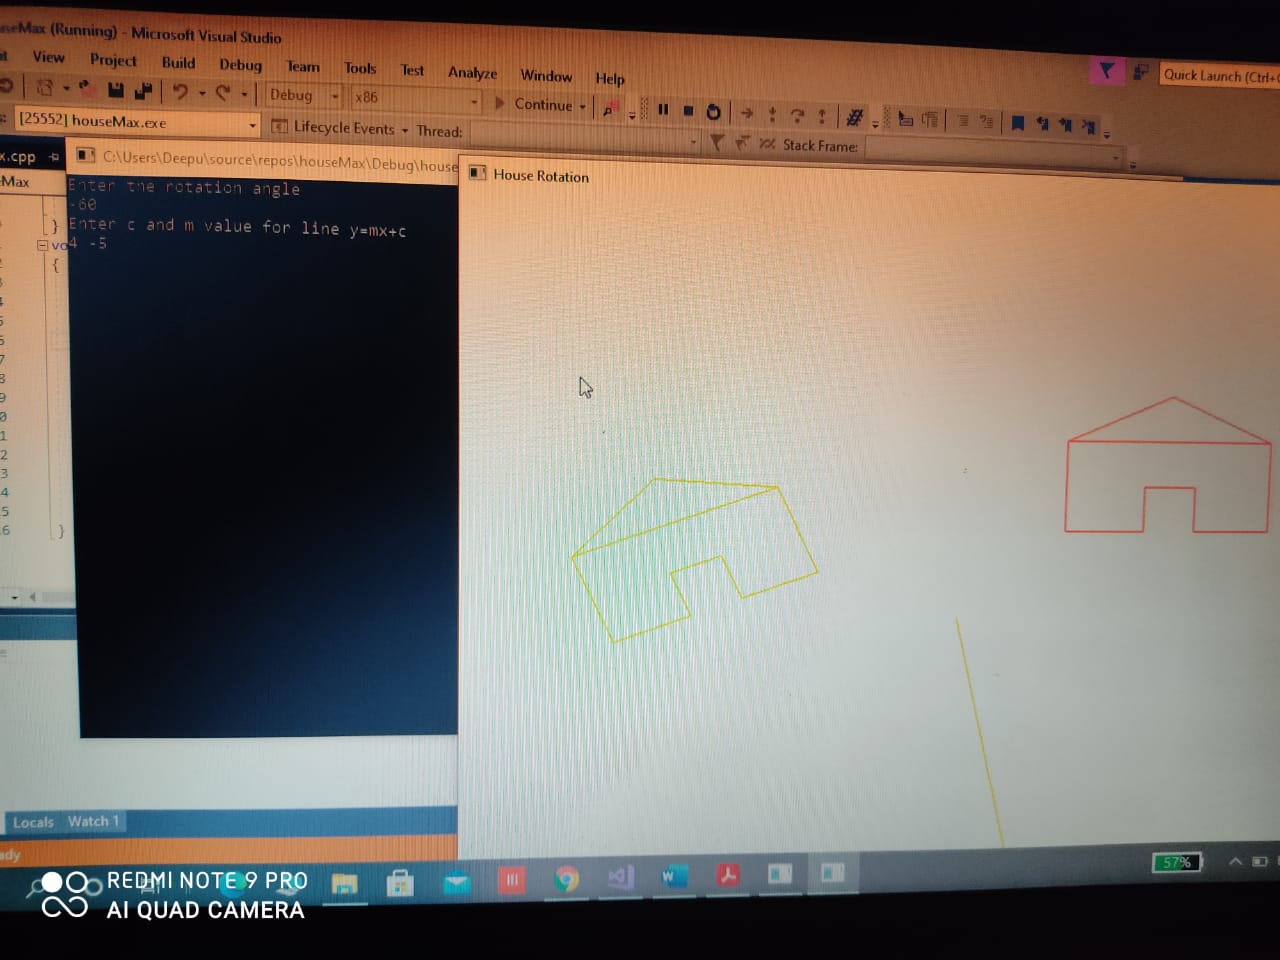 seMax (Running) - Microsoft Visual Studio
View Project Build Debug Team Tools Test Analyze Window Help
Quick Launch (Ctrl+
Debug x86 Continue
[25552] houseMax.exe Lifecycle Events Thread: Stack Frame:
x.cpp
C:\Users\Deepu\source\repos\houseMax\Debug\house
House Rotation
Max
Enter the rotation angle
-60
} Enter c and m value for line y=mx+c
vo
4 -5
{
}
Locals Watch 1
ady
57%
REDMI NOTE 9 PRO
AI QUAD CAMERA